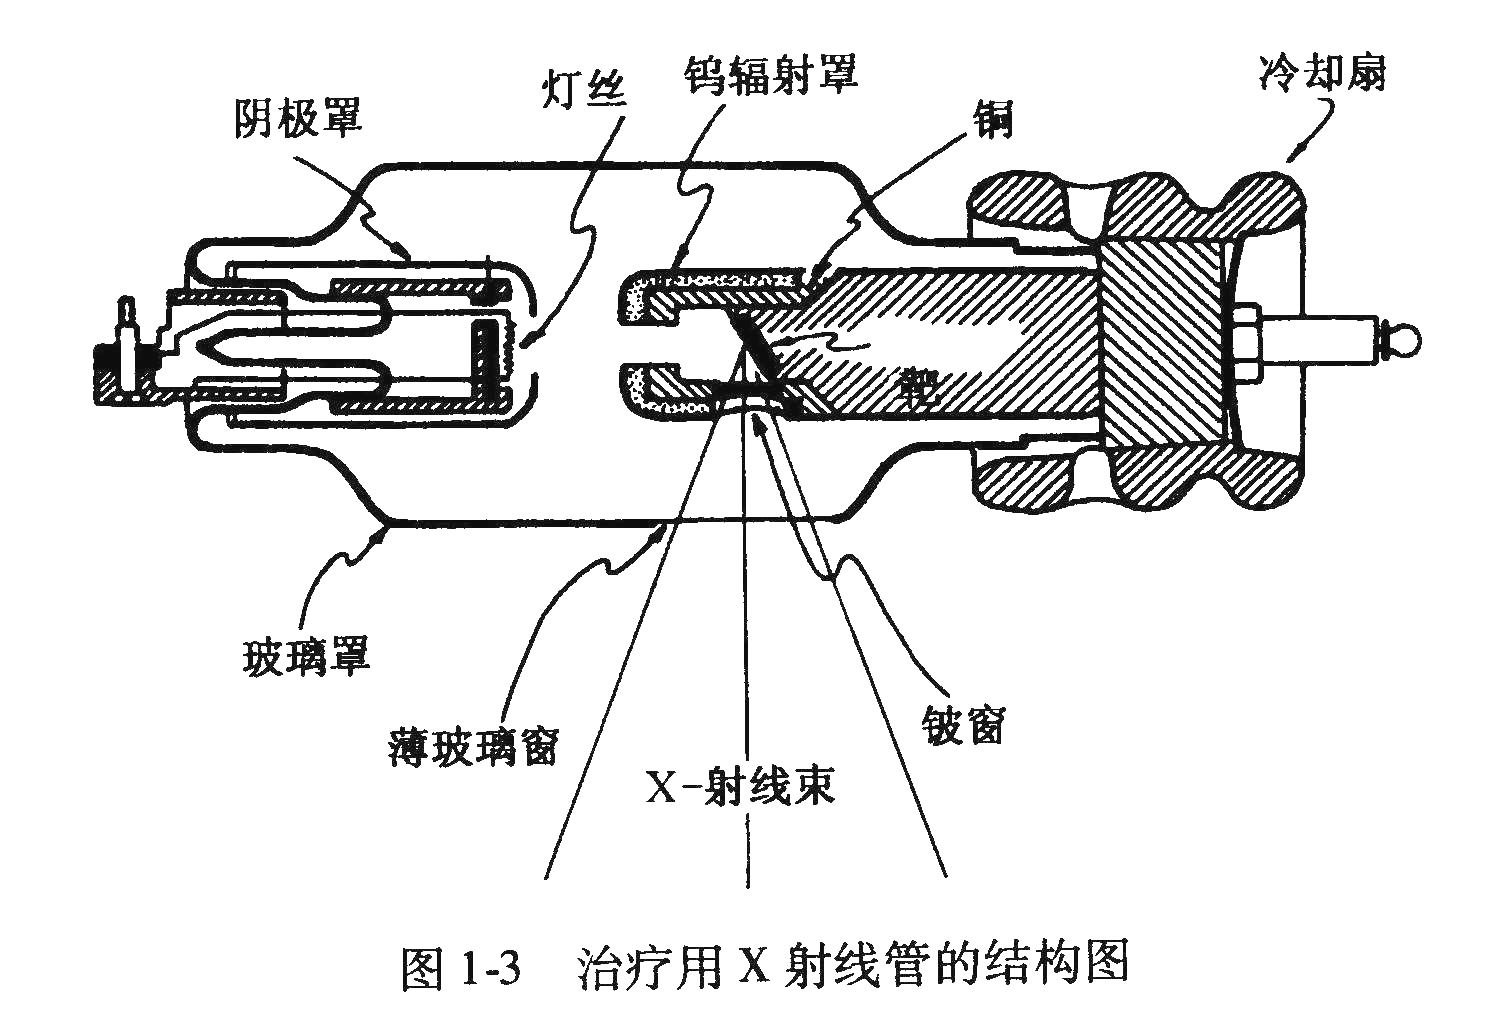 灯丝
钨辐射罩
冷却扇
阴极罩
铜
靶
玻璃罩
薄玻璃窗
铍窗
X-射线束
图 1-3 治疗用 X 射线管的结构图